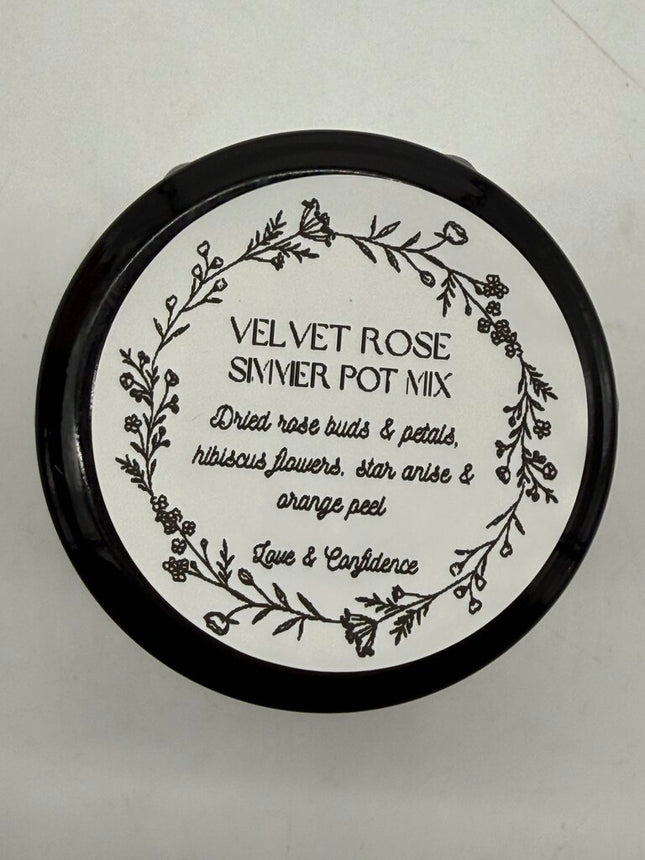 VELVET ROSE
SIMMER POT MIX
Dried rose buds & petals,
hibiscus flowers, star anise &
orange peel
Love & Confidence